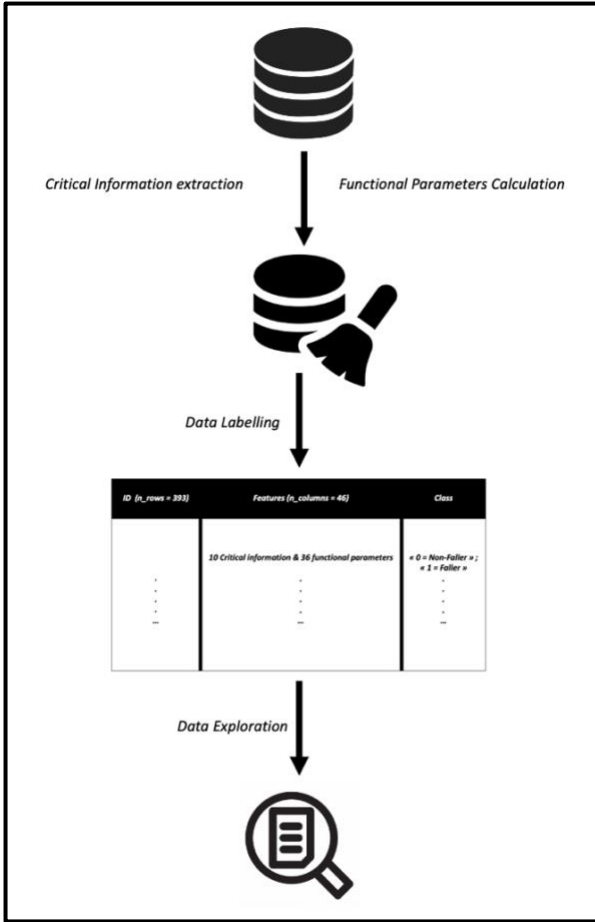 Critical Information extraction
Functional Parameters Calculation
Data Labelling
ID (n_rows = 393)
Features (n_columns = 46)
Class
10 Critical information & 36 functional parameters
« 0 = Non-Faller » ;
« 1 = Faller »
.
.
.
.
...
.
.
.
.
...
.
.
.
.
...
Data Exploration